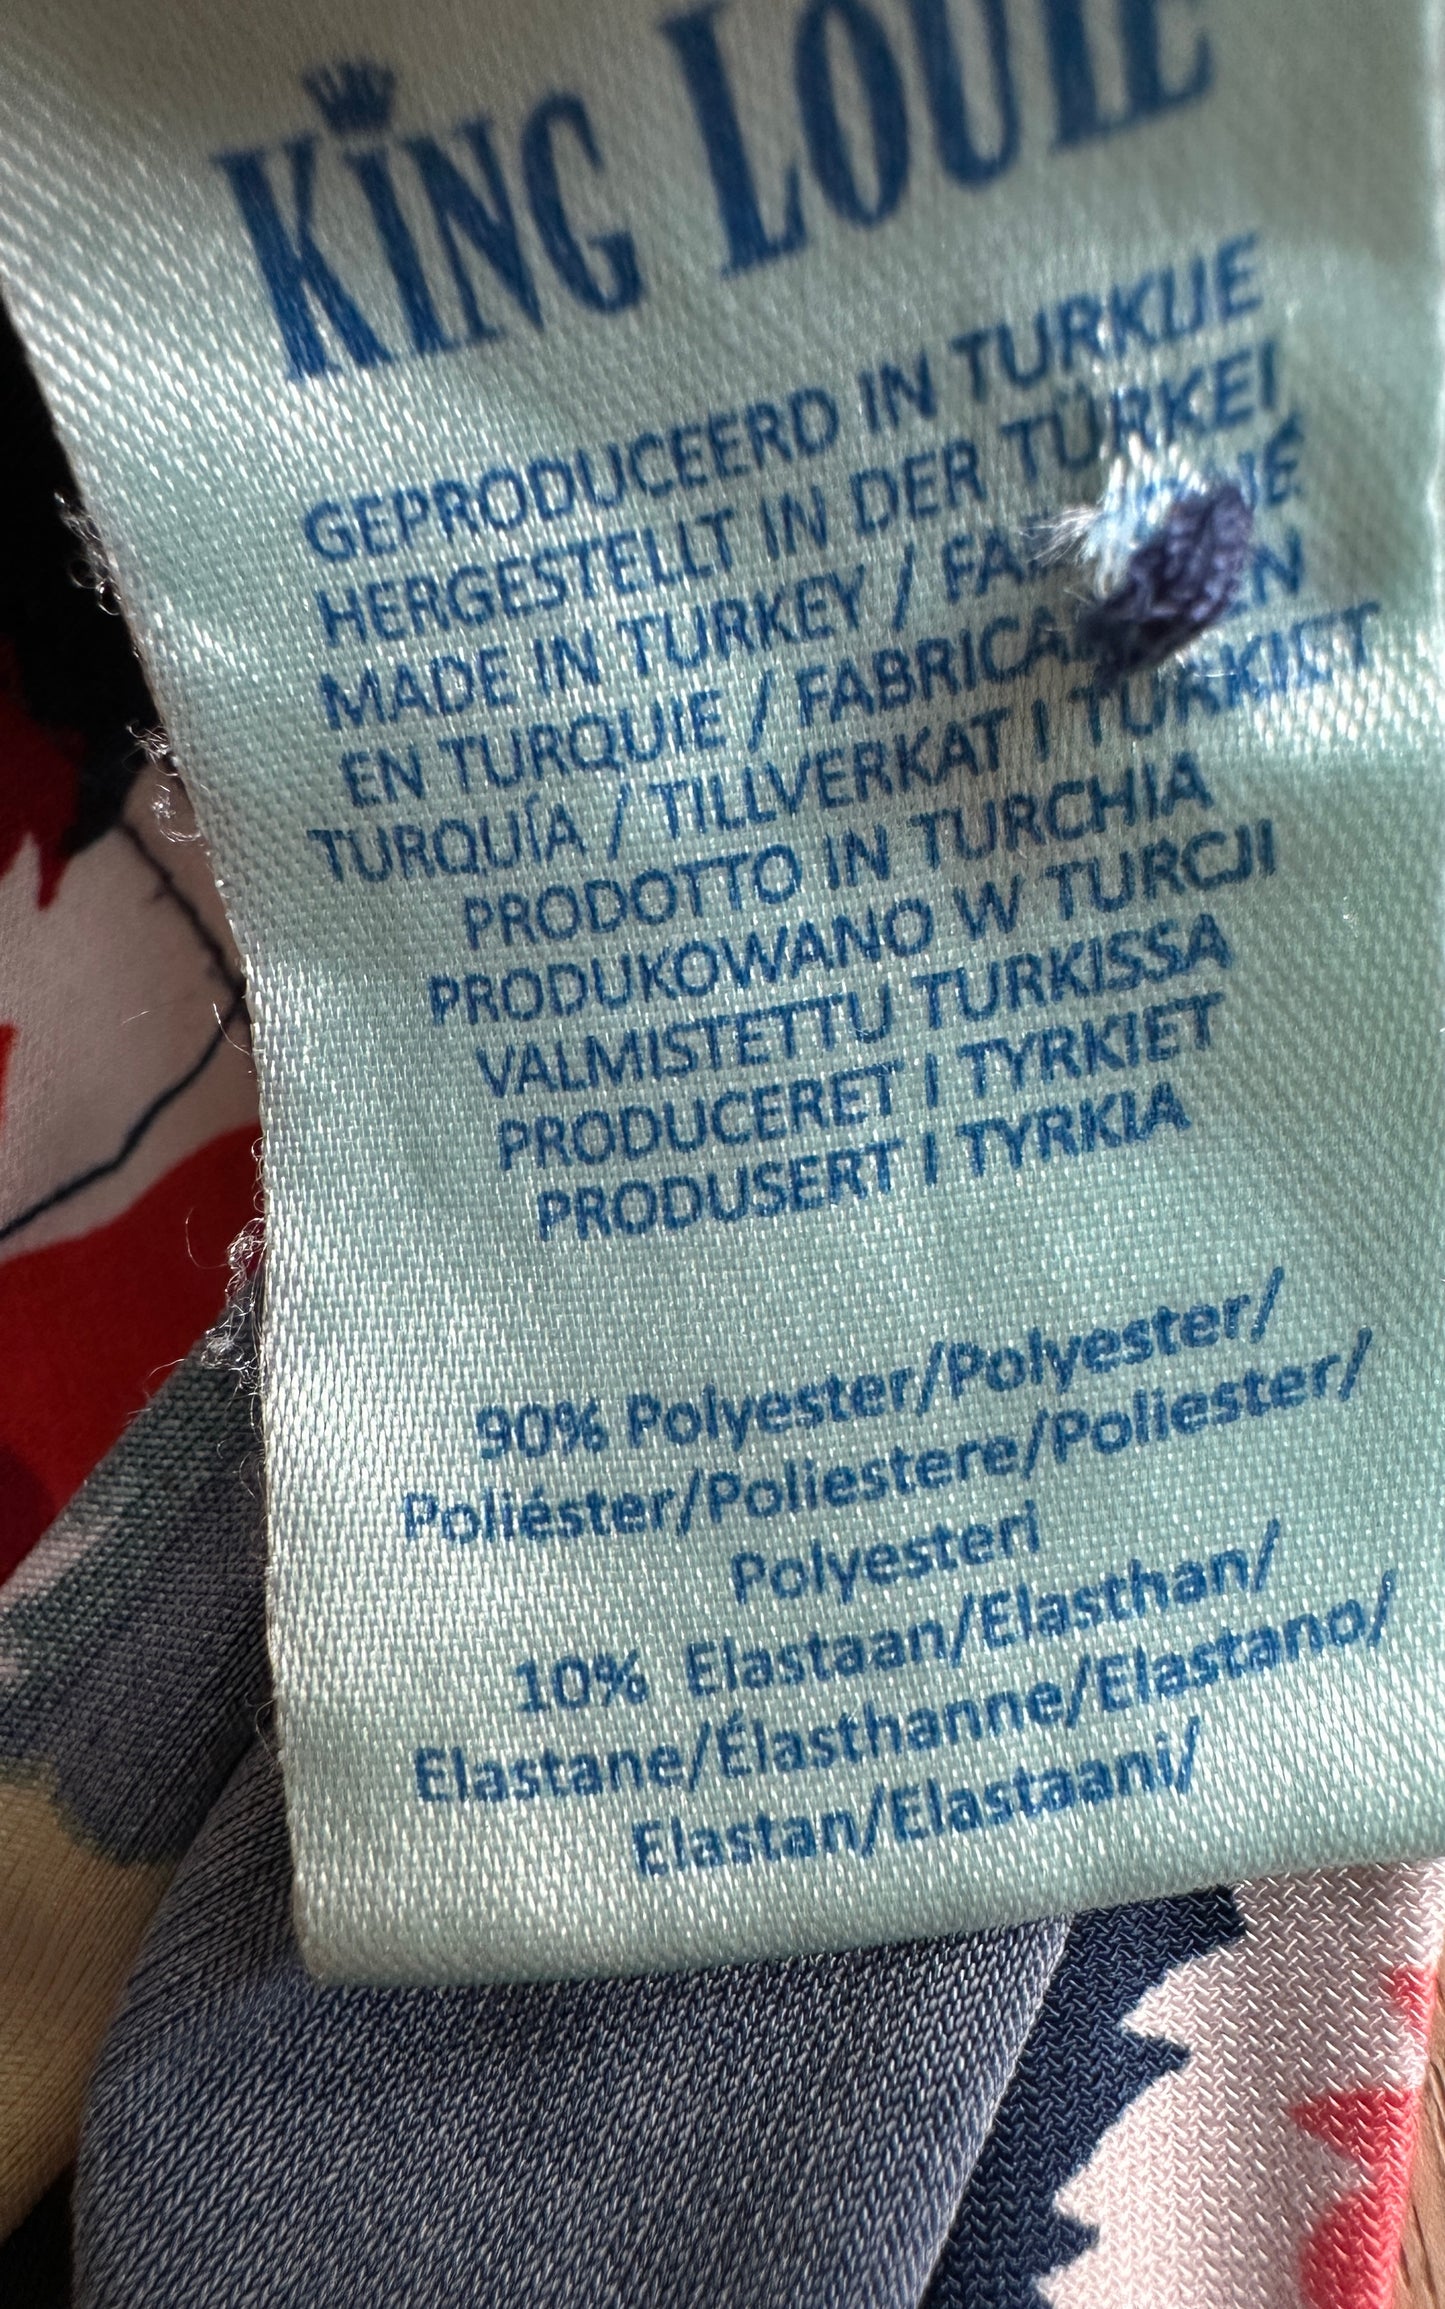 KING LOUIE
GEPRODUCEERD IN TURKIJE
HERGESTELLT IN DER TÜRKEI
MADE IN TURKEY /
EN TURQUIE /
TURQUÍA / TILLVERKAT I TURKIET
PRODOTTO IN TURCHIA
PRODUKOWANO W TURCJI
VALMISTETTU TURKISSA
PRODUCERET I TYRKIET
PRODUSERT I TYRKIA
90% Polyester/Polyester/
Poliéster/Poliestere/Poliester/
Polyesteri
10% Elastaan/Elasthan/
Elastane/Élasthanne/Elastano/
Elastan/Elastaani/